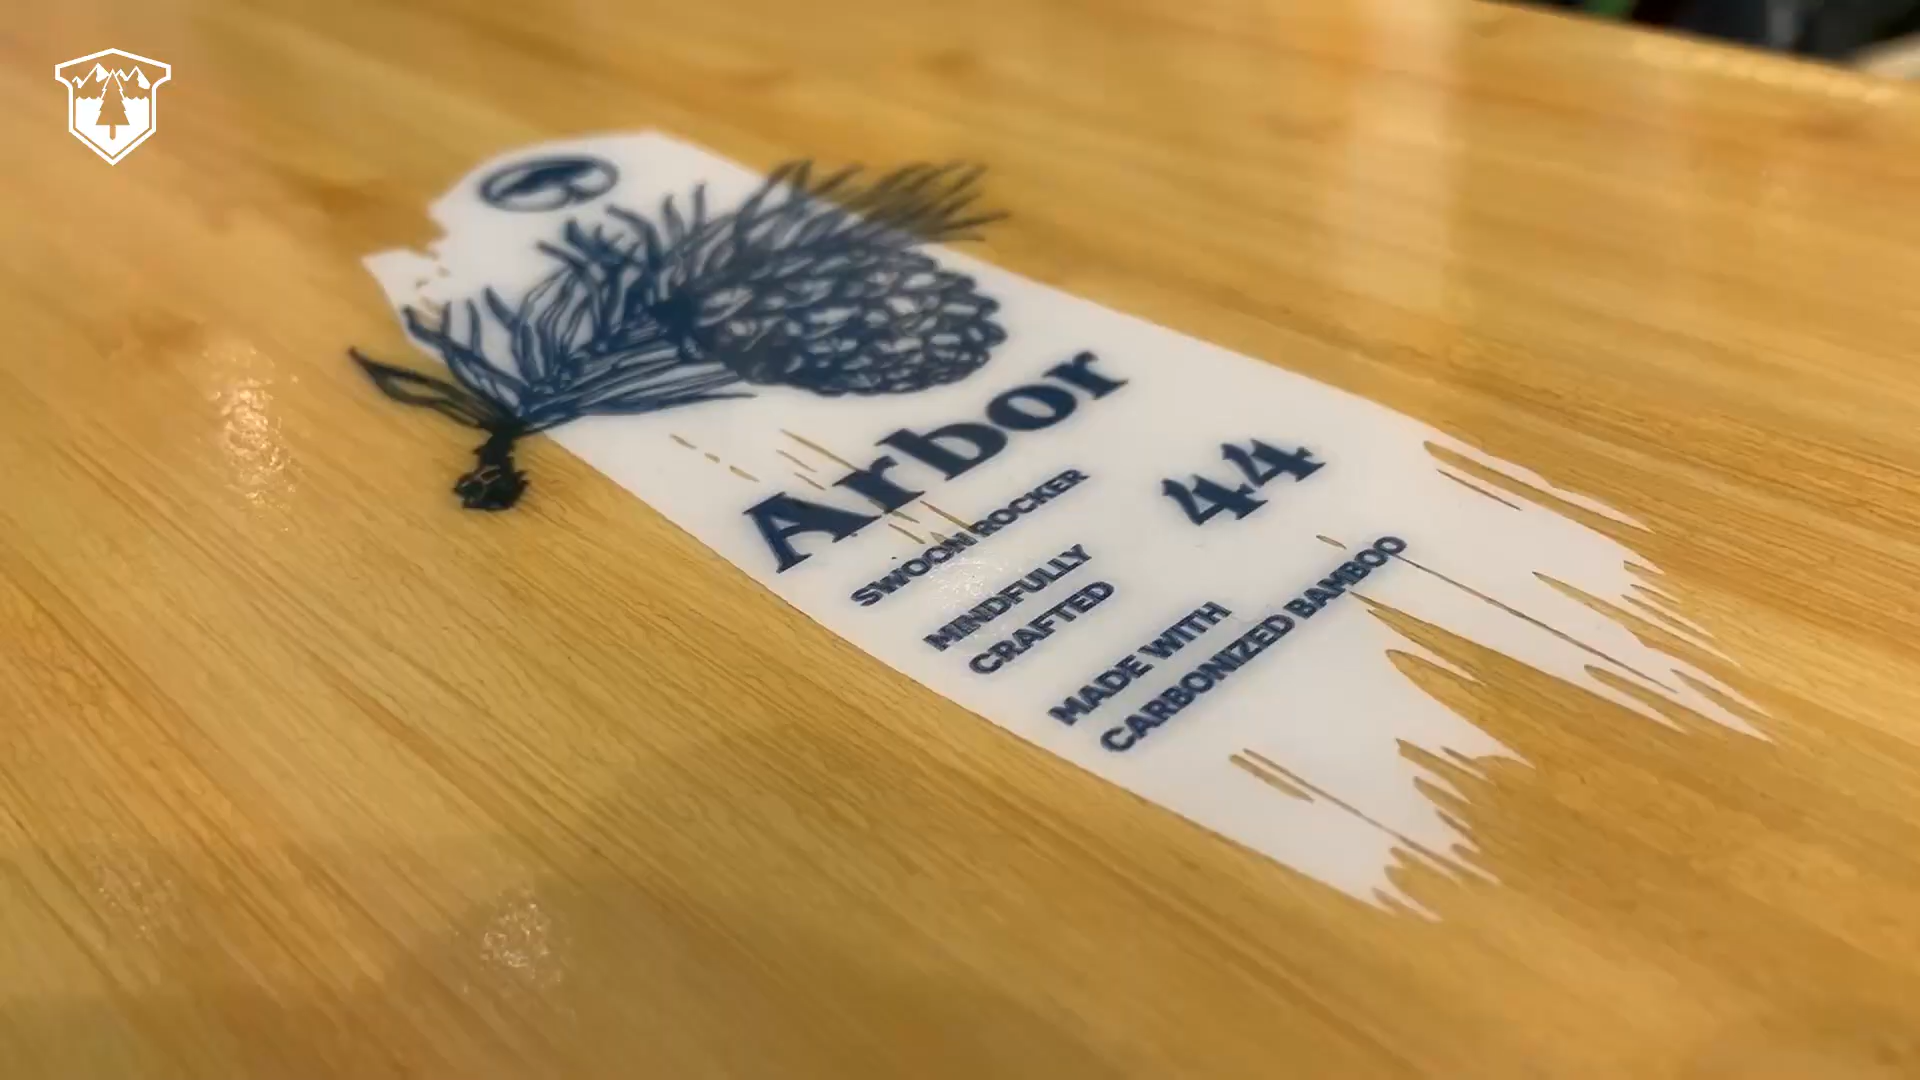 Arbor
SWOON ROCKER
44
MINDFULLY
CRAFTED
MADE WITH
CARBONIZED BAMBOO